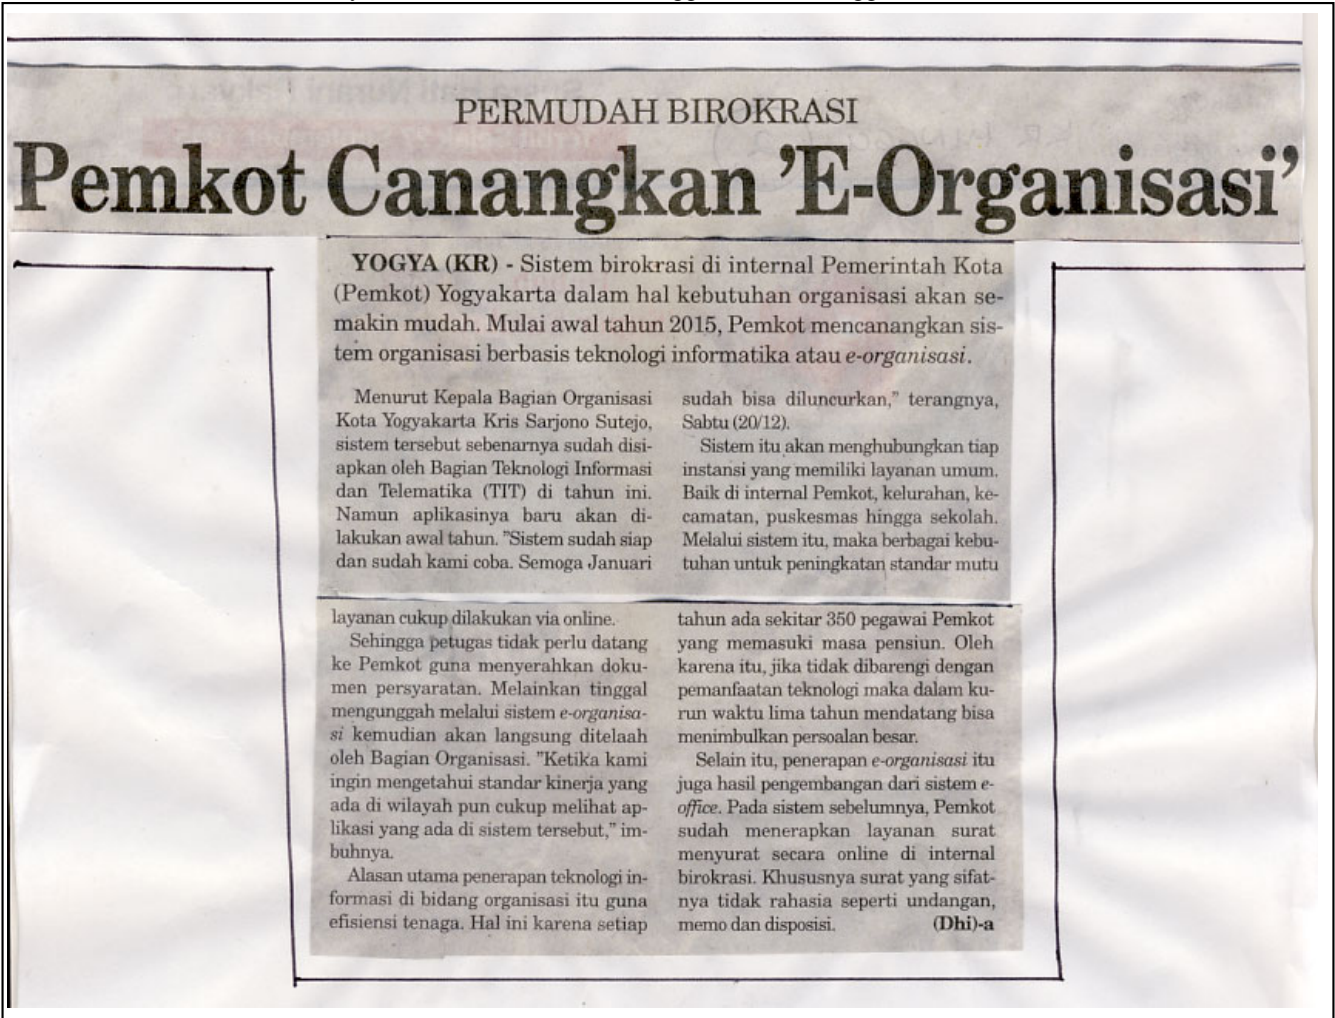 PERMUDAH BIROKRASI
Pemkot Canangkan 'E-Organisasi'
YOGYA (KR) - Sistem birokrasi di internal Pemerintah Kota
(Pemkot) Yogyakarta dalam hal kebutuhan organisasi akan se-
makin mudah. Mulai awal tahun 2015, Pemkot mencanangkan sis-
tem organisasi berbasis teknologi informatika atau e-organisasi.
Menurut Kepala Bagian Organisasi
Kota Yogyakarta Kris Sarjono Sutejo,
sistem tersebut sebenarnya sudah disi-
apkan oleh Bagian Teknologi Informasi
dan Telematika (TIT) di tahun ini.
Namun aplikasinya baru akan di-
lakukan awal tahun. "Sistem sudah siap
dan sudah kami coba. Semoga Januari
sudah bisa diluncurkan," terangnya,
Sabtu (20/12).
Sistem itu akan menghubungkan tiap
instansi yang memiliki layanan umum.
Baik di internal Pemkot, kelurahan, ke-
camatan, puskesmas hingga sekolah.
Melalui sistem itu, maka berbagai kebu-
tuhan untuk peningkatan standar mutu
layanan cukup dilakukan via online.
Sehingga petugas tidak perlu datang
ke Pemkot guna menyerahkan doku-
men persyaratan. Melainkan tinggal
mengunggah melalui sistem e-organisa-
si kemudian akan langsung ditelaah
oleh Bagian Organisasi. "Ketika kami
ingin mengetahui standar kinerja yang
ada di wilayah pun cukup melihat ap-
likasi yang ada di sistem tersebut," im-
buhnya.
Alasan utama penerapan teknologi in-
formasi di bidang organisasi itu guna
efisiensi tenaga. Hal ini karena setiap
tahun ada sekitar 350 pegawai Pemkot
yang memasuki masa pensiun. Oleh
karena itu, jika tidak dibarengi dengan
pemanfaatan teknologi maka dalam ku-
run waktu lima tahun mendatang bisa
menimbulkan persoalan besar.
Selain itu, penerapan e-organisasi itu
juga hasil pengembangan dari sistem e-
office. Pada sistem sebelumnya, Pemkot
sudah menerapkan layanan surat
menyurat secara online di internal
birokrasi. Khususnya surat yang sifat-
nya tidak rahasia seperti undangan,
memo dan disposisi. (Dhi)-a